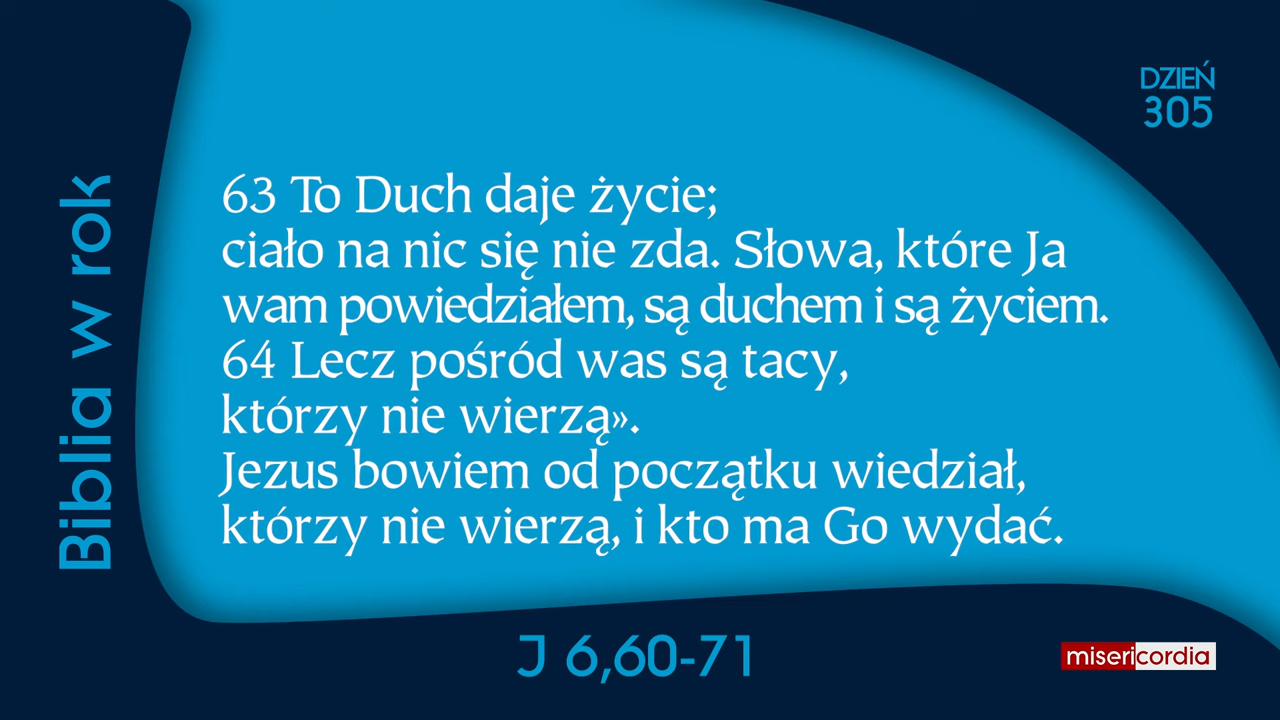 DZIEŃ
305
Biblia w rok
63 To Duch daje życie;
ciało na nic się nie zda. Słowa, które Ja
wam powiedziałem, są duchem i są życiem.
64 Lecz pośród was są tacy,
którzy nie wierzą».
Jezus bowiem od początku wiedział,
którzy nie wierzą, i kto ma Go wydać.
J 6,60-71
misericordia